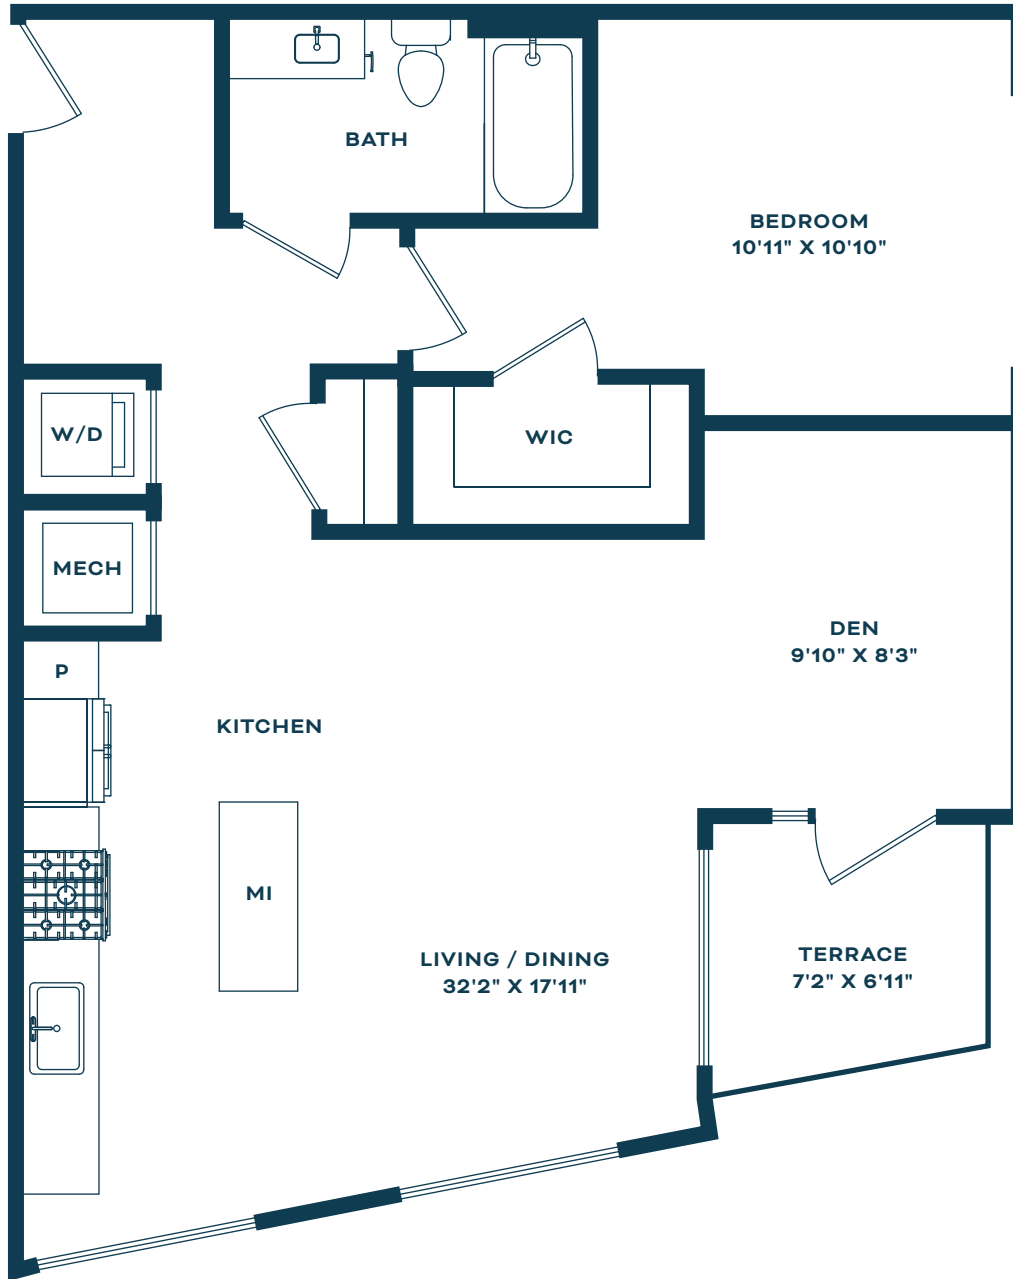 BATH
BEDROOM
10'11" X 10'10"
W/D
WIC
MECH
DEN
9'10" X 8'3"
P
KITCHEN
MI
LIVING / DINING
32'2" X 17'11"
TERRACE
7'2" X 6'11"